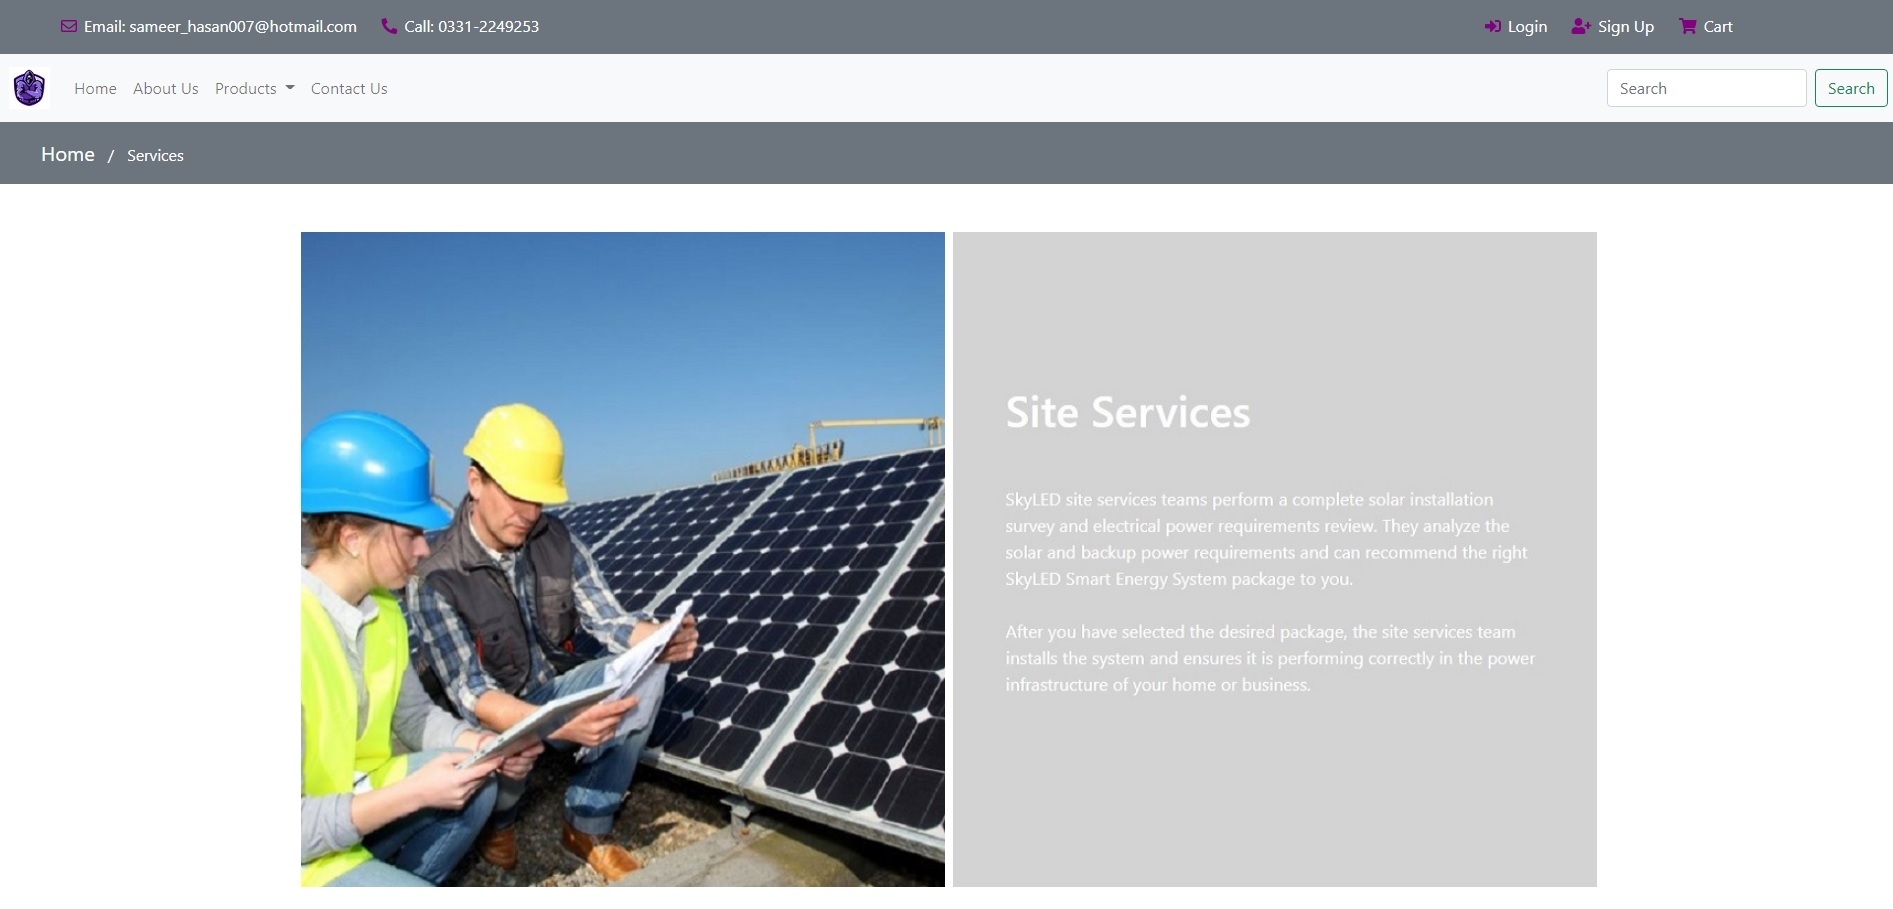 Email: sameer_hasan007@hotmail.com Call: 0331-2249253 Login Sign Up Cart
Home About Us Products Contact Us Search Search
Home / Services
Site Services
SkyLED site services teams perform a complete solar installation
survey and electrical power requirements review. They analyze the
solar and backup power requirements and can recommend the right
SkyLED Smart Energy System package to you.
After you have selected the desired package, the site services team
installs the system and ensures it is performing correctly in the power
infrastructure of your home or business.